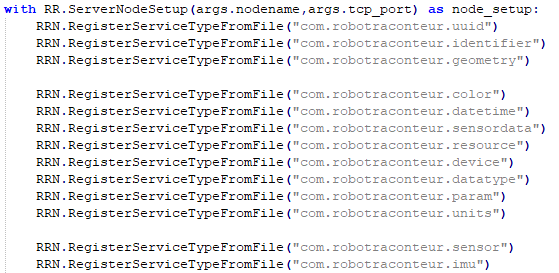 with RR.ServerNodeSetup(args.nodename,args.tcp_port) as node_setup:
    RRN.RegisterServiceTypeFromFile("com.robotraconteur.uuid")
    RRN.RegisterServiceTypeFromFile("com.robotraconteur.identifier")
    RRN.RegisterServiceTypeFromFile("com.robotraconteur.geometry")

    RRN.RegisterServiceTypeFromFile("com.robotraconteur.color")
    RRN.RegisterServiceTypeFromFile("com.robotraconteur.datetime")
    RRN.RegisterServiceTypeFromFile("com.robotraconteur.sensordata")
    RRN.RegisterServiceTypeFromFile("com.robotraconteur.resource")
    RRN.RegisterServiceTypeFromFile("com.robotraconteur.device")
    RRN.RegisterServiceTypeFromFile("com.robotraconteur.datatype")
    RRN.RegisterServiceTypeFromFile("com.robotraconteur.param")
    RRN.RegisterServiceTypeFromFile("com.robotraconteur.units")

    RRN.RegisterServiceTypeFromFile("com.robotraconteur.sensor")
    RRN.RegisterServiceTypeFromFile("com.robotraconteur.imu")